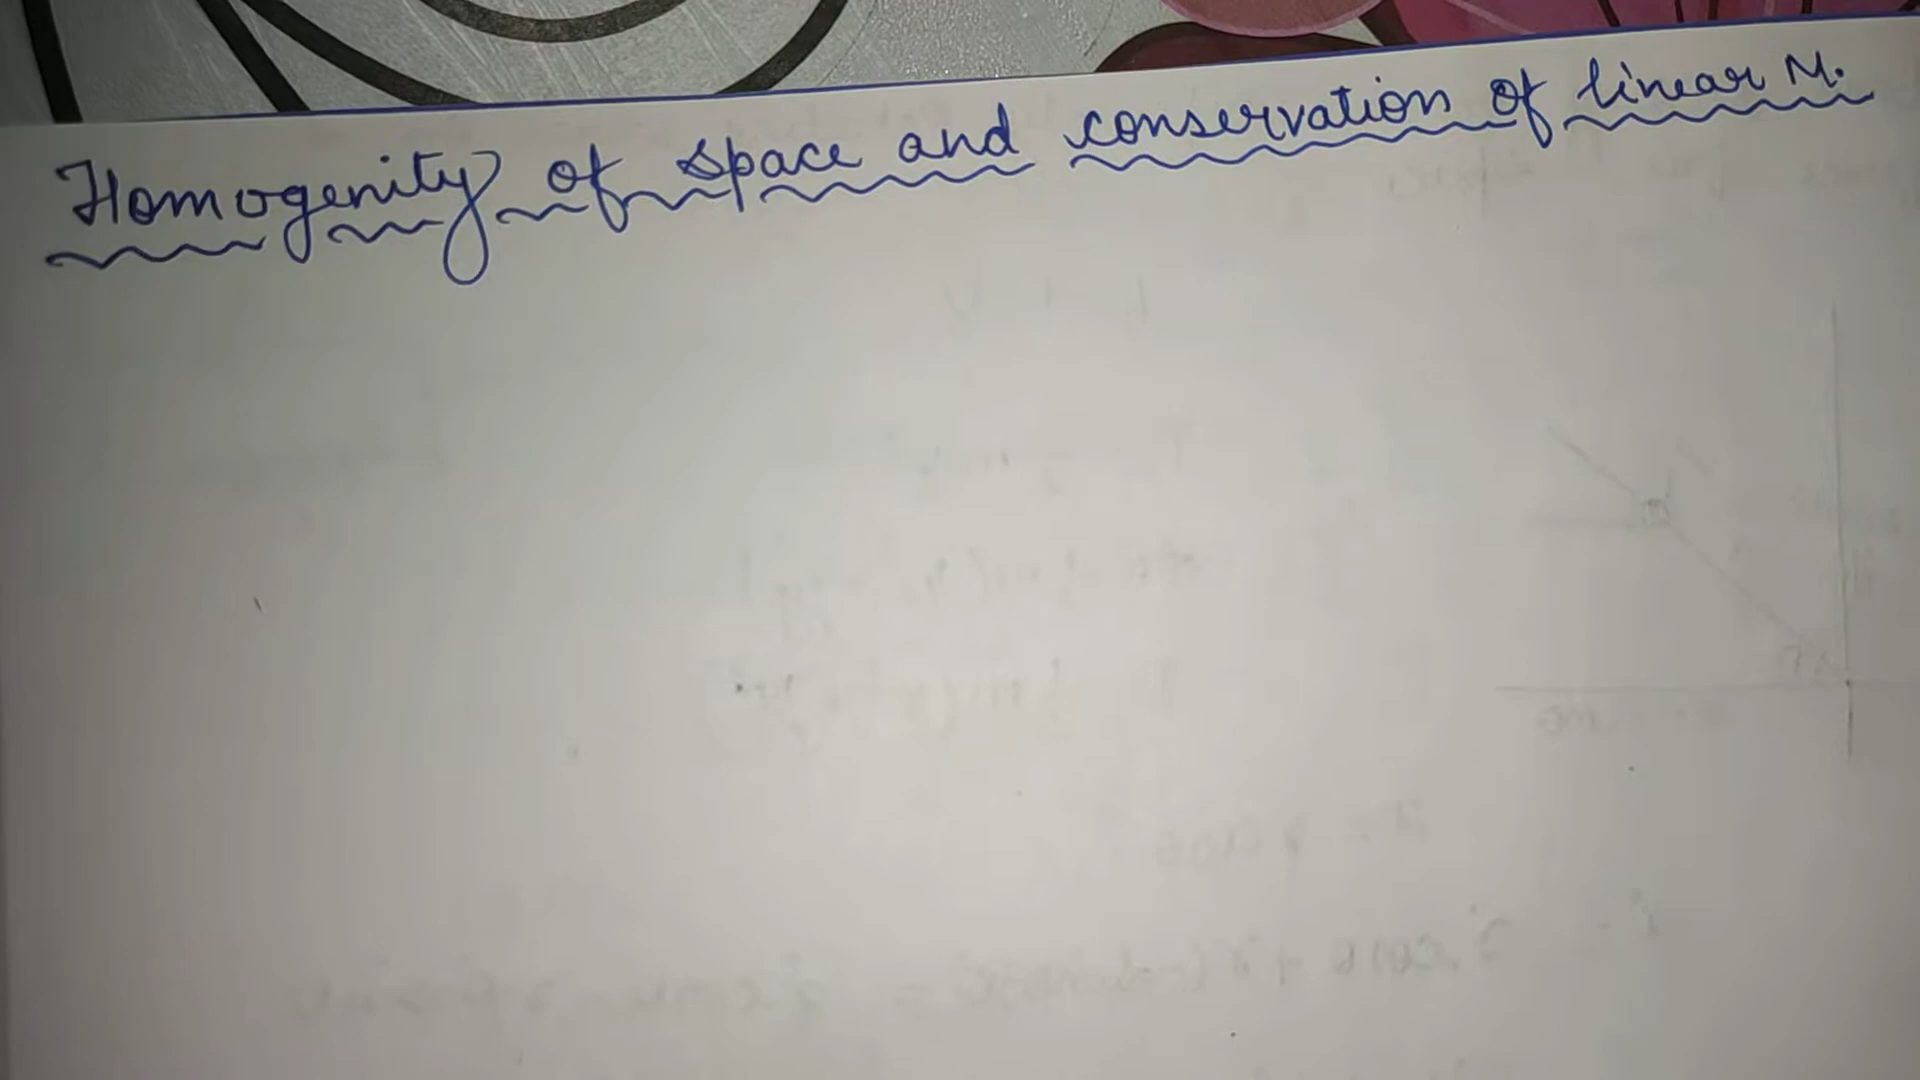 Homogenity of space and conservation of linear M.